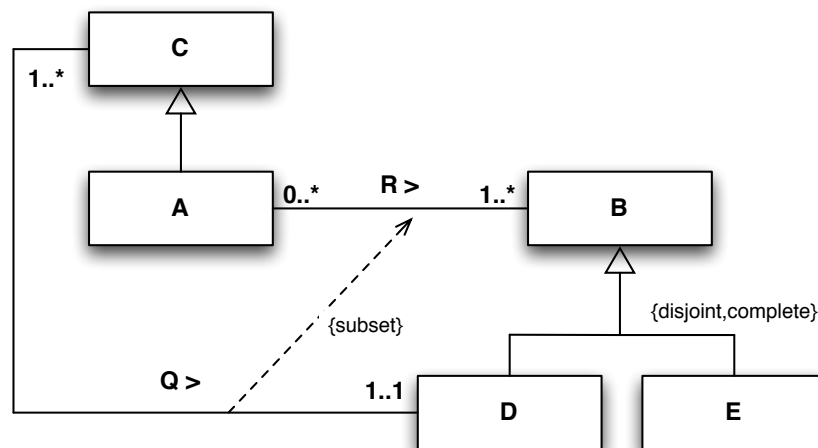 C
1..*
A
0..*
R >
1..*
B
{disjoint,complete}
{subset}
Q >
1..1
D
E